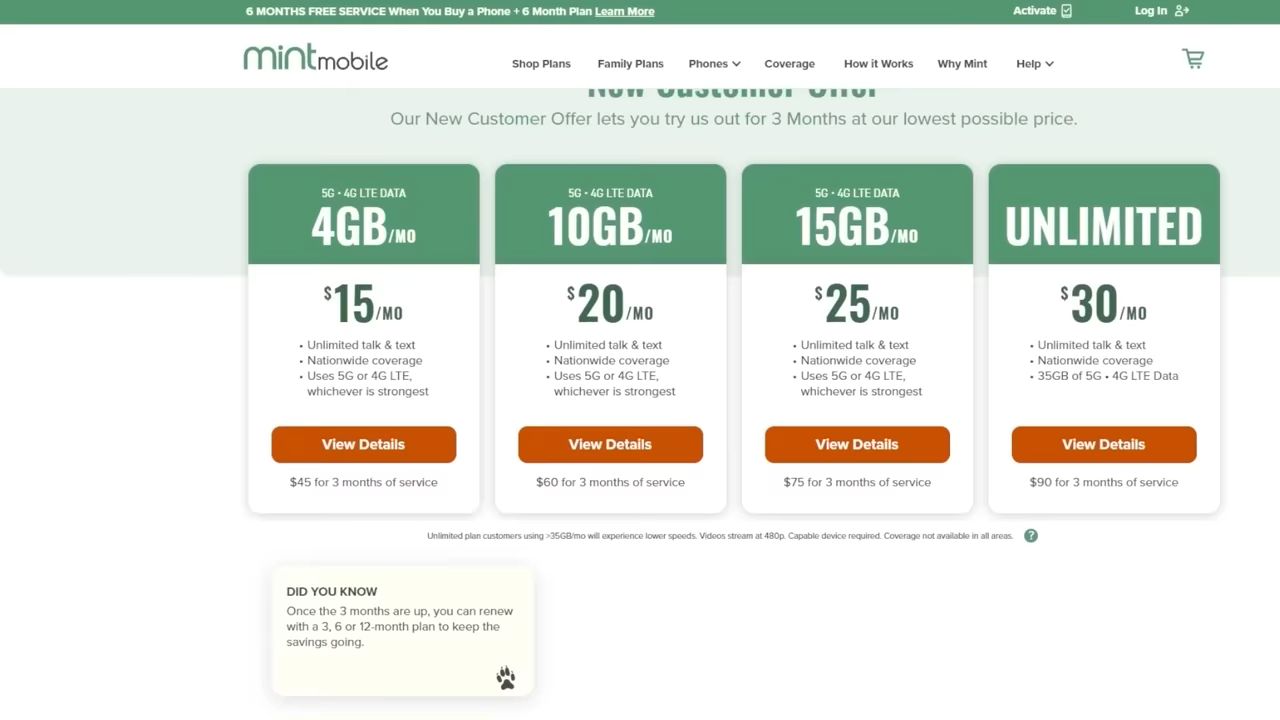 6 MONTHS FREE SERVICE When You Buy a Phone + 6 Month Plan Learn More
Activate
Log In
mintmobile
Shop Plans
Family Plans
Phones
Coverage
How it Works
Why Mint
Help
New Customer Offer
Our New Customer Offer lets you try us out for 3 Months at our lowest possible price.
5G • 4G LTE DATA
4GB/MO
$15/MO
• Unlimited talk & text
• Nationwide coverage
• Uses 5G or 4G LTE,
whichever is strongest
View Details
$45 for 3 months of service
5G • 4G LTE DATA
10GB/MO
$20/MO
• Unlimited talk & text
• Nationwide coverage
• Uses 5G or 4G LTE,
whichever is strongest
View Details
$60 for 3 months of service
5G • 4G LTE DATA
15GB/MO
$25/MO
• Unlimited talk & text
• Nationwide coverage
• Uses 5G or 4G LTE,
whichever is strongest
View Details
$75 for 3 months of service
UNLIMITED
$30/MO
• Unlimited talk & text
• Nationwide coverage
• 35GB of 5G • 4G LTE Data
View Details
$90 for 3 months of service
Unlimited plan customers using >35GB/mo will experience lower speeds. Videos stream at 480p. Capable device required. Coverage not available in all areas. ?
DID YOU KNOW
Once the 3 months are up, you can renew
with a 3, 6 or 12-month plan to keep the
savings going.